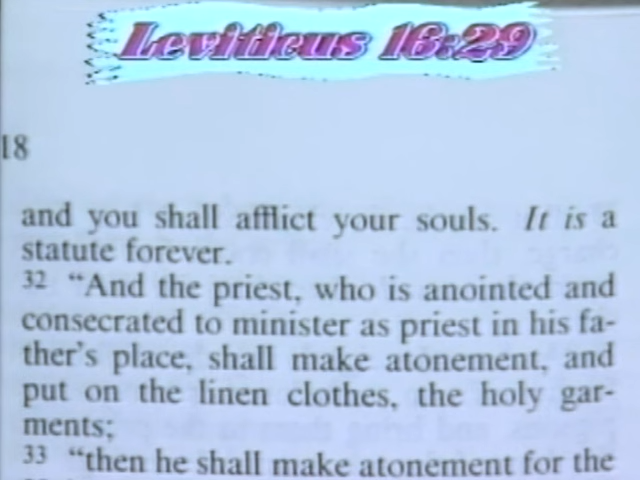 Leviticus 16:29
18
and you shall afflict your souls. It is a
statute forever.
32 “And the priest, who is anointed and
consecrated to minister as priest in his fa-
ther’s place, shall make atonement, and
put on the linen clothes, the holy gar-
ments;
33 “then he shall make atonement for the